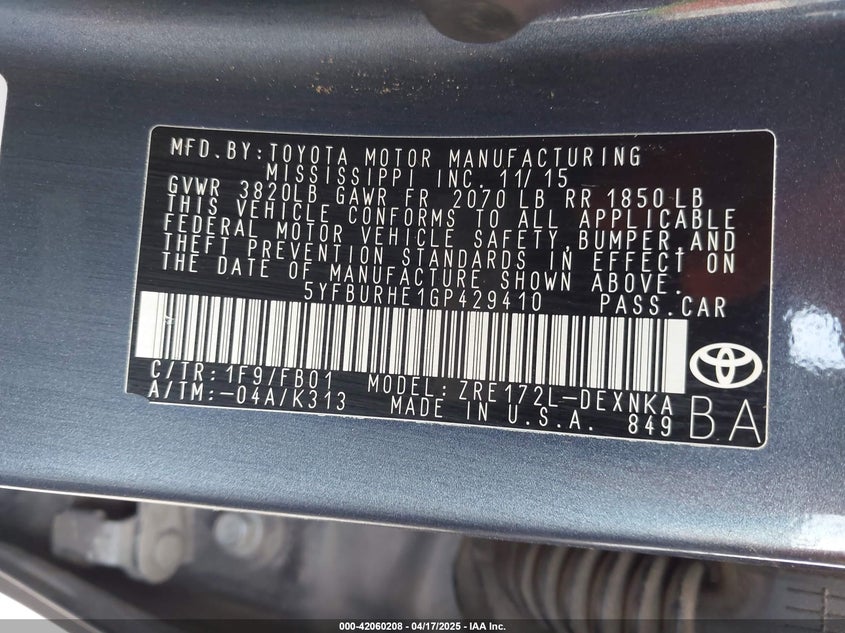 MFD.BY:TOYOTA MOTOR MANUFACTURING
MISSISSIPPI INC. 11/15
GVWR 3820LB GAWR FR 2070 LB RR 1850 LB
THIS VEHICLE CONFORMS TO ALL APPLICABLE
FEDERAL MOTOR VEHICLE SAFETY,BUMPER,AND
THEFT PREVENTION STANDARDS IN EFFECT ON
THE DATE OF MANUFACTURE SHOWN ABOVE.
5YFBURHE1GP429410 PASS.CAR
C/TR:1F9/FB01 MODEL:ZRE172L-DEXNKA
A/TM:-04A/K313 MADE IN U.S.A. 849
BA
000-42060208 - 04/17/2025 - IAA Inc.